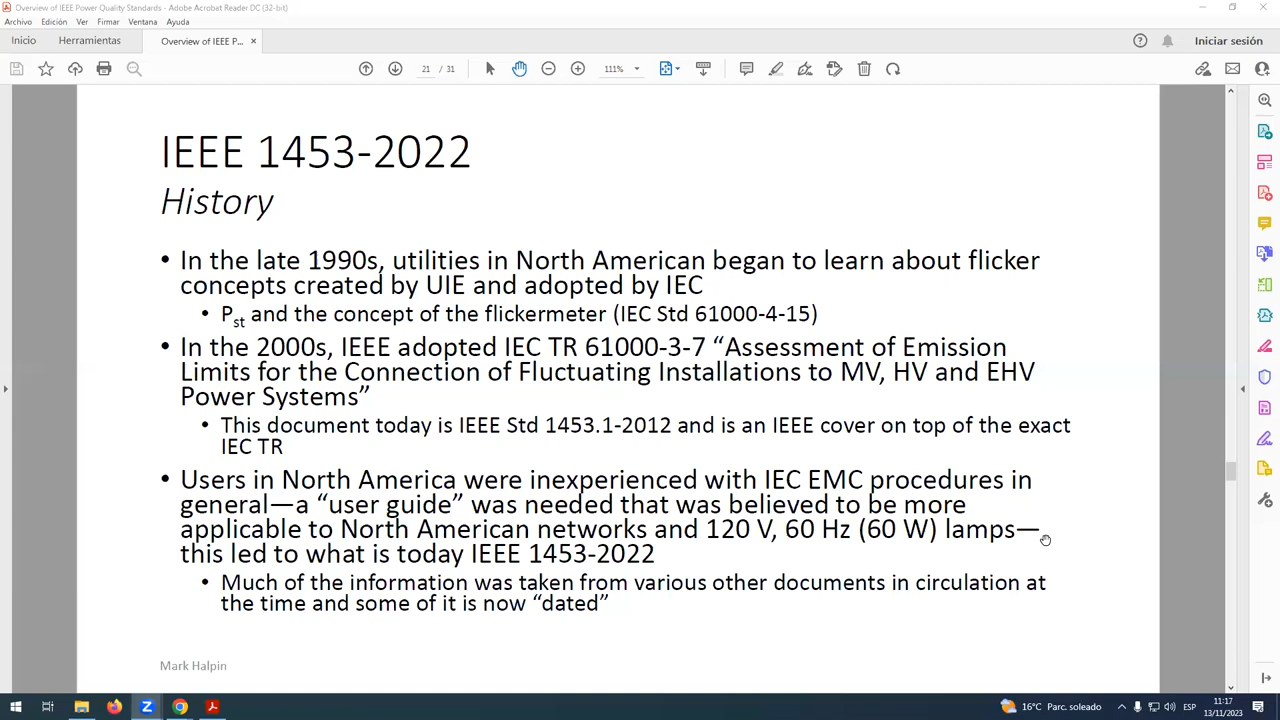 Overview of IEEE Power Quality Standards - Adobe Acrobat Reader DC (32-bit)
Archivo Edición Ver Firmar Ventana Ayuda
Inicio Herramientas Overview of IEEE P... × Iniciar sesión
21 / 31 111%
IEEE 1453-2022
History
• In the late 1990s, utilities in North American began to learn about flicker
concepts created by UIE and adopted by IEC
• Pst and the concept of the flickermeter (IEC Std 61000-4-15)
• In the 2000s, IEEE adopted IEC TR 61000-3-7 “Assessment of Emission
Limits for the Connection of Fluctuating Installations to MV, HV and EHV
Power Systems”
• This document today is IEEE Std 1453.1-2012 and is an IEEE cover on top of the exact
IEC TR
• Users in North America were inexperienced with IEC EMC procedures in
general—a “user guide” was needed that was believed to be more
applicable to North American networks and 120 V, 60 Hz (60 W) lamps—
this led to what is today IEEE 1453-2022
• Much of the information was taken from various other documents in circulation at
the time and some of it is now “dated”
Mark Halpin
16°C Parc. soleado ESP 11:17
13/11/2023